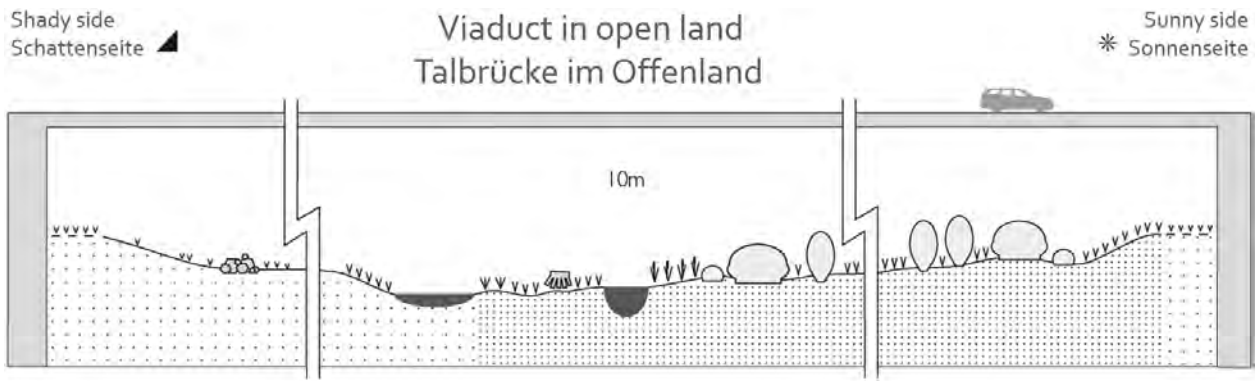 Shady side
Schattenseite
Viaduct in open land
Talbrücke im Offenland
Sunny side
Sonnenseite
10m